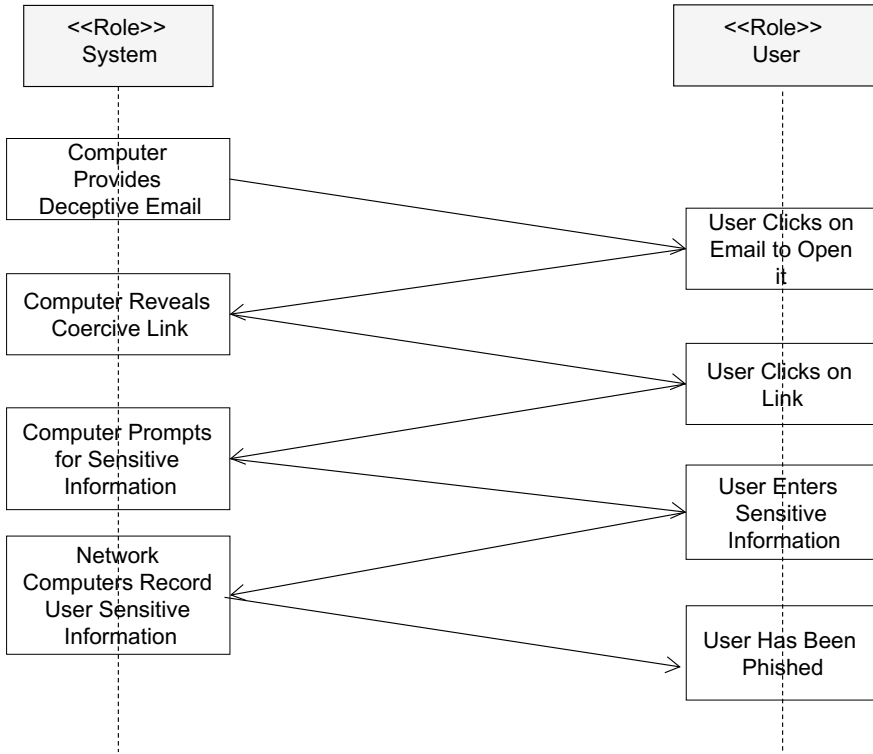 <<Role>>
System
<<Role>>
User
Computer
Provides
Deceptive Email
User Clicks on
Email to Open
it
Computer Reveals
Coercive Link
User Clicks on
Link
Computer Prompts
for Sensitive
Information
User Enters
Sensitive
Information
Network
Computers Record
User Sensitive
Information
User Has Been
Phished